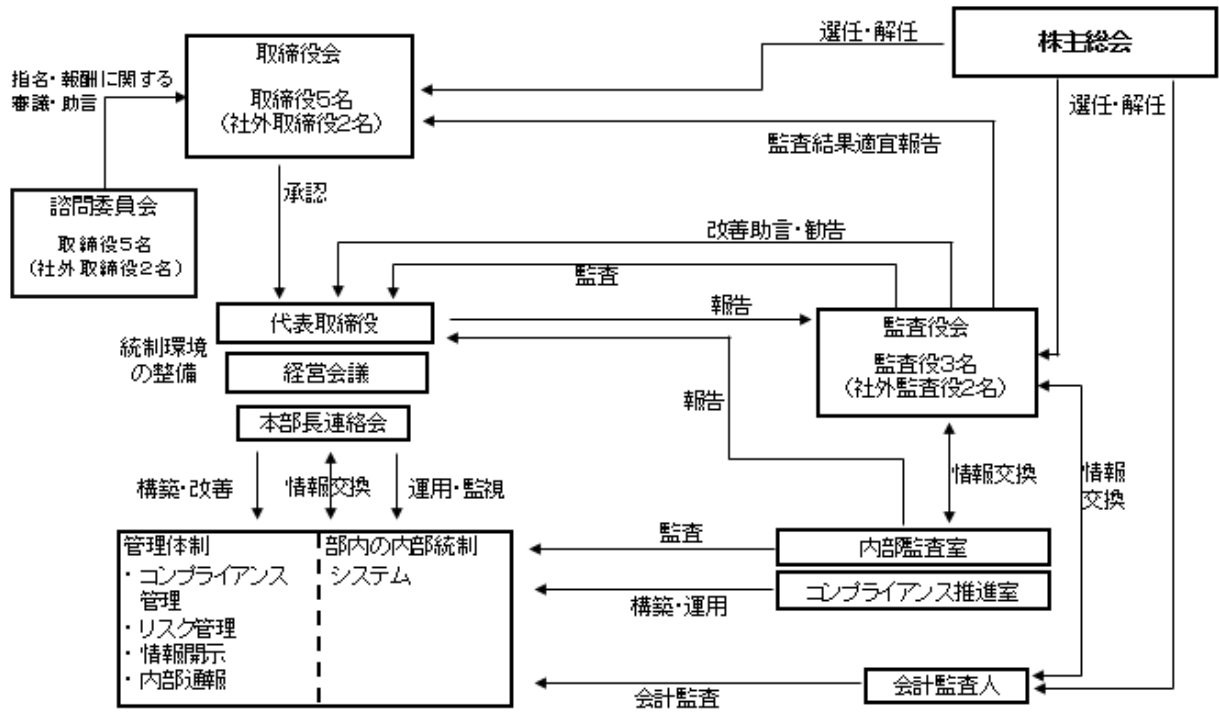 株主総会
選任・解任
取締役会
取締役5名
(社外取締役2名)
指名・報酬に関する
審議・助言
選任・解任
監査結果適宜報告
承認
諮問委員会
取締役5名
(社外取締役2名)
改善助言・勧告
監査
代表取締役
報告
監査役会
監査役3名
(社外監査役2名)
統制環境
の整備
経営会議
報告
本部長連絡会
構築・改善
情報交換
運用・監視
情報交換
情報
交換
管理体制
・コンプライアンス
管理
・リスク管理
・情報開示
・内部通報
部内の内部統制
システム
監査
内部監査室
構築・運用
コンプライアンス推進室
会計監査
会計監査人